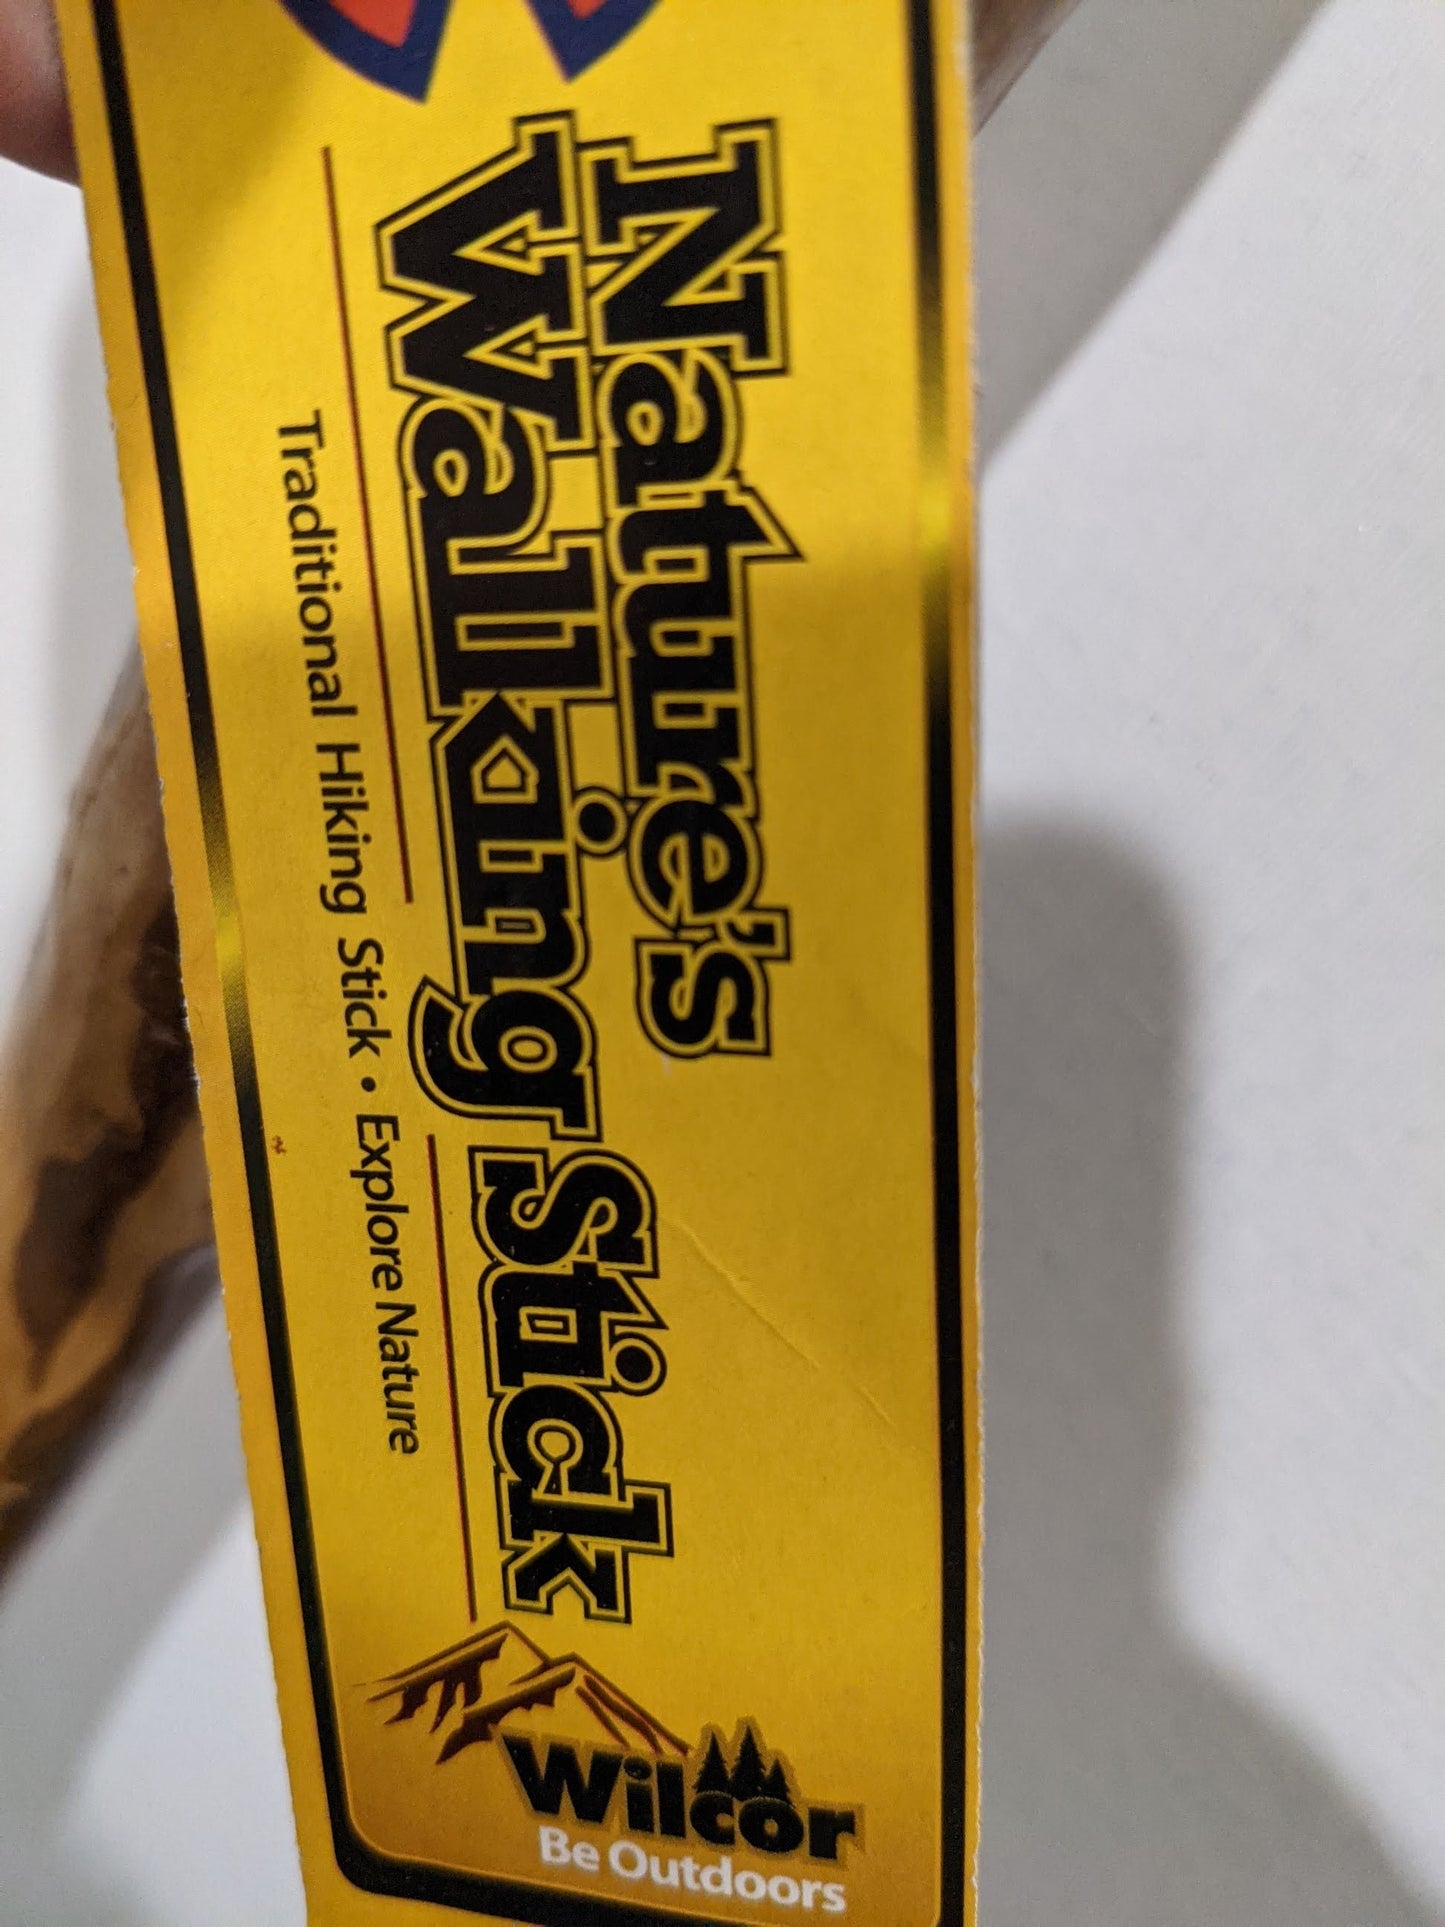 Nature's
Walking Stick
Traditional Hiking Stick • Explore Nature
Wilcor
Be Outdoors